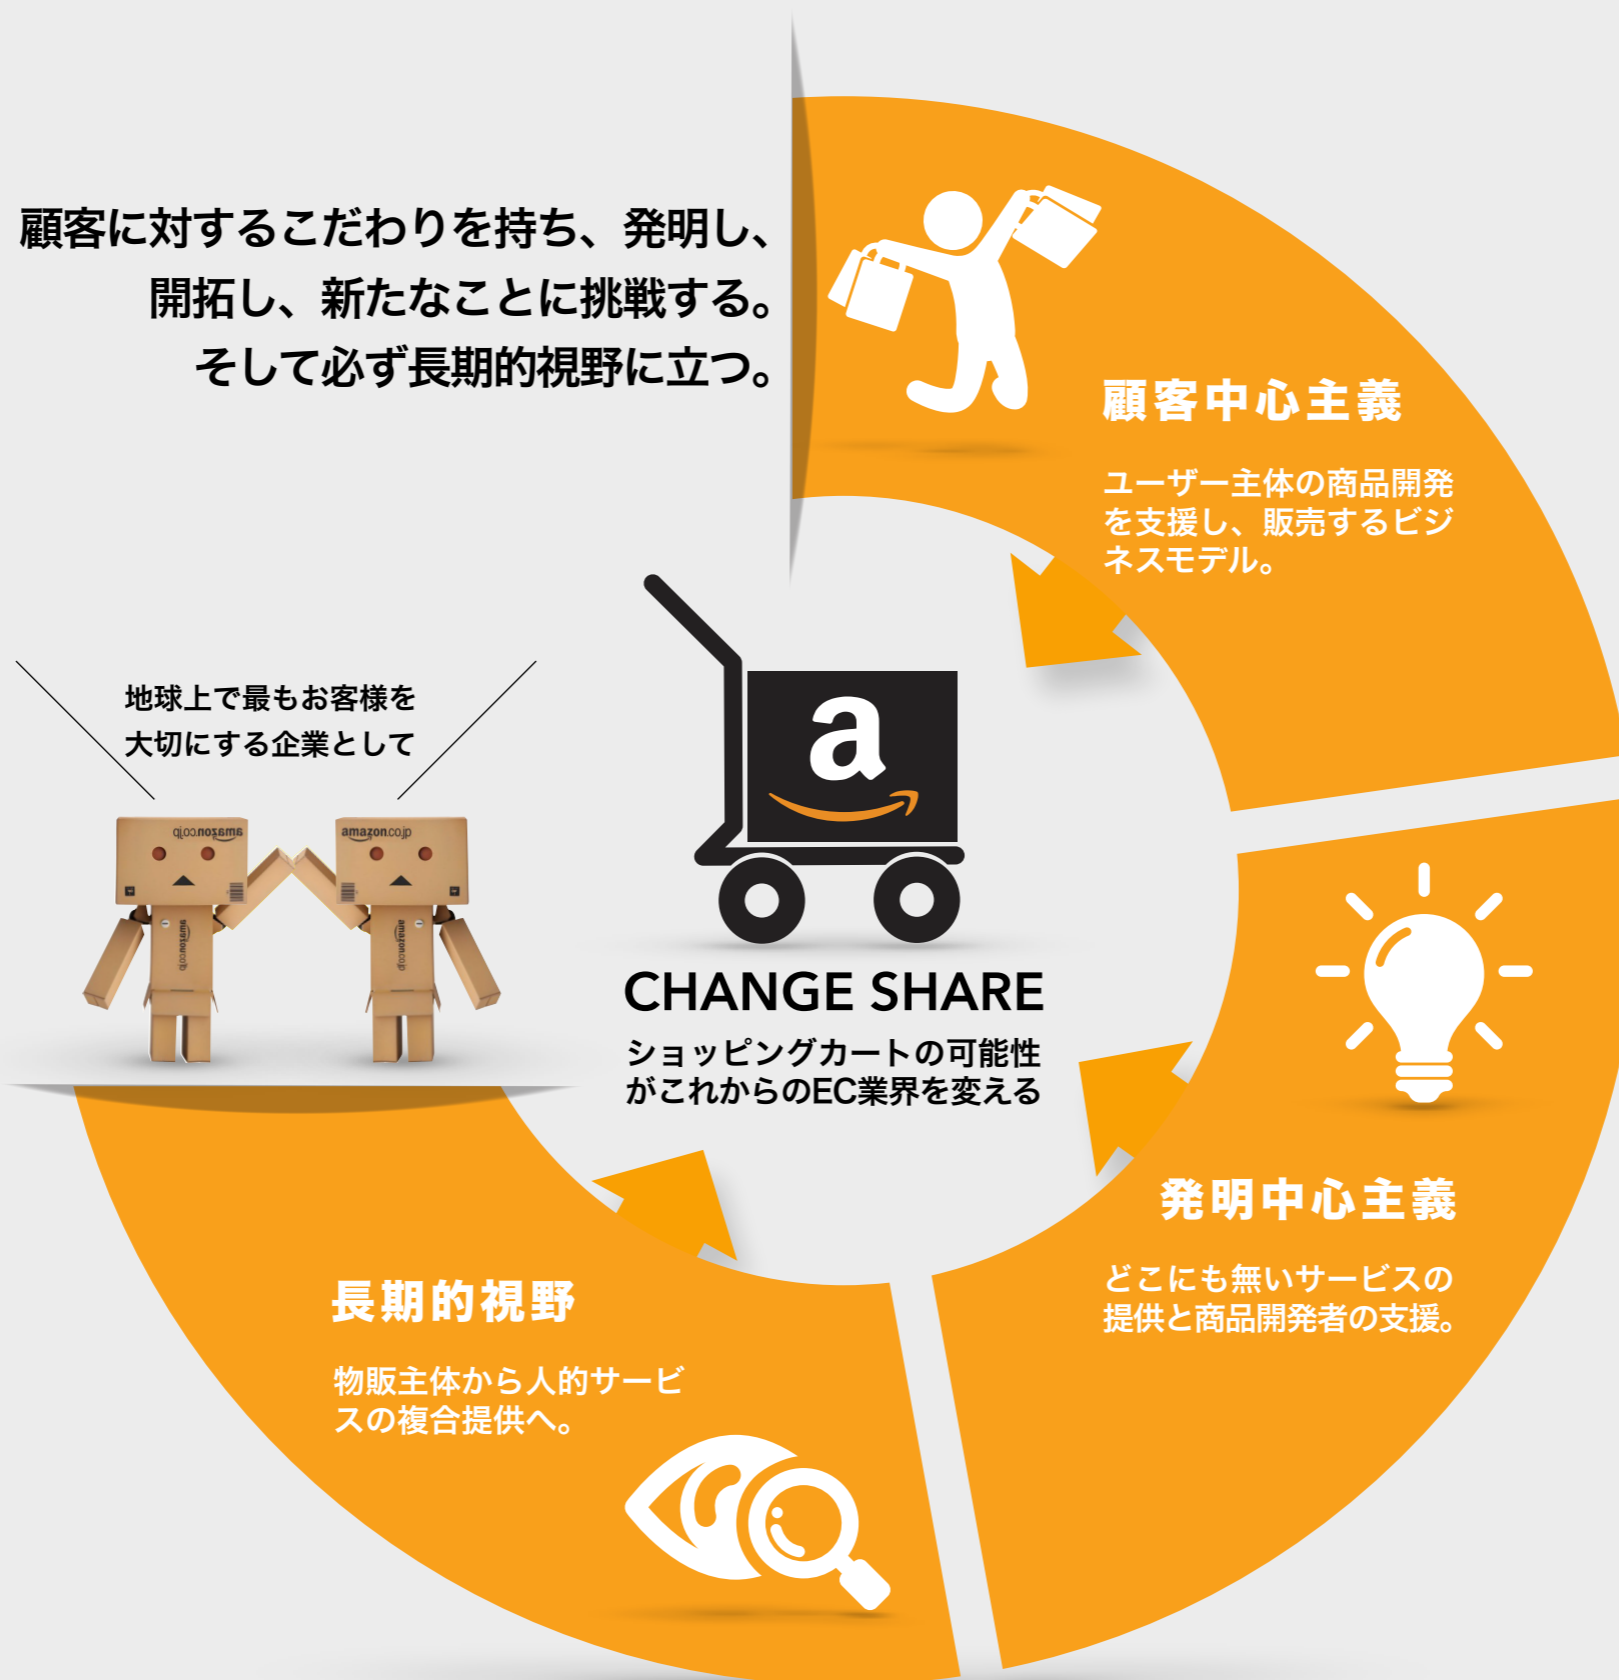 顧客に対するこだわりを持ち、発明し、
開拓し、新たなことに挑戦する。
そして必ず長期的視野に立つ。
顧客中心主義
ユーザー主体の商品開発
を支援し、販売するビジ
ネスモデル。
地球上で最もお客様を
大切にする企業として
amazon.co.jp
amazon.co.jp
amazon.co.jp
amazon.co.jp
a
CHANGE SHARE
ショッピングカートの可能性
がこれからのEC業界を変える
発明中心主義
どこにも無いサービスの
提供と商品開発者の支援。
長期的視野
物販主体から人的サービ
スの複合提供へ。